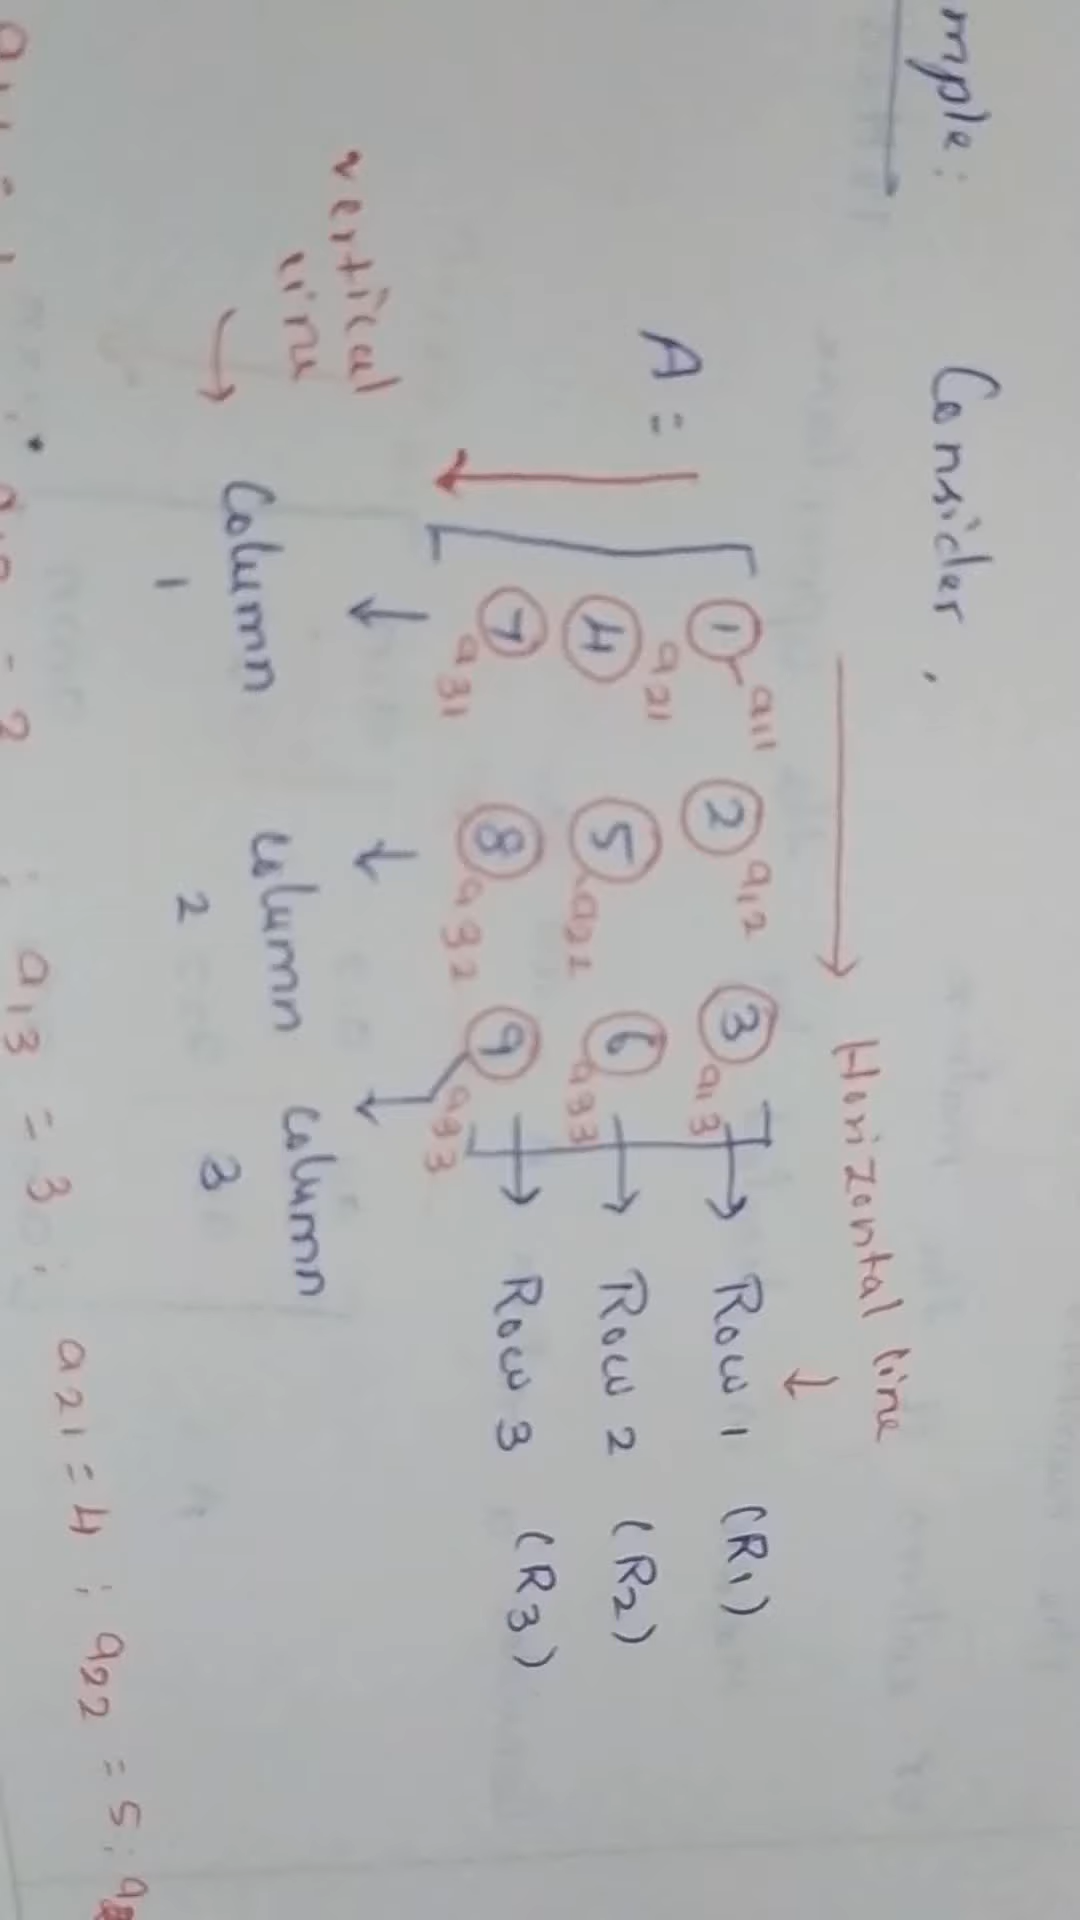 mple:
Consider,
Horizontal line
A =
1 a11 2 a12 3 a13 Row 1 (R1)
a21
4 5 a22 6 a33 Row 2 (R2)
7 a31 8 a32 9 a33 Row 3 (R3)
vertical
line
Column column column
1 2 3
a13 = 3; a21 = 4; a22 = 5;